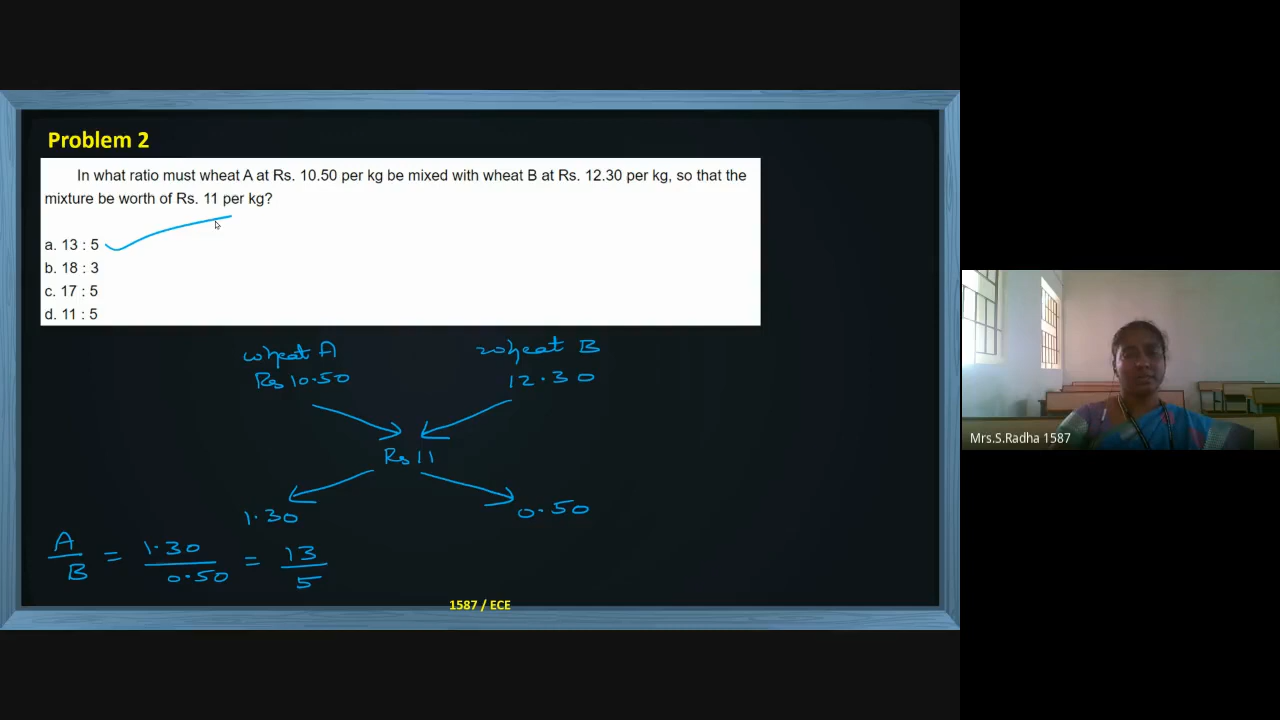 Problem 2
In what ratio must wheat A at Rs. 10.50 per kg be mixed with wheat B at Rs. 12.30 per kg, so that the
mixture be worth of Rs. 11 per kg?
a. 13 : 5
b. 18 : 3
c. 17 : 5
d. 11 : 5
wheat A wheat B
Rs 10.50 12.30
Rs 11
1.30 0.50
A/B = 1.30/0.50 = 13/5
1587 / ECE
Mrs.S.Radha 1587